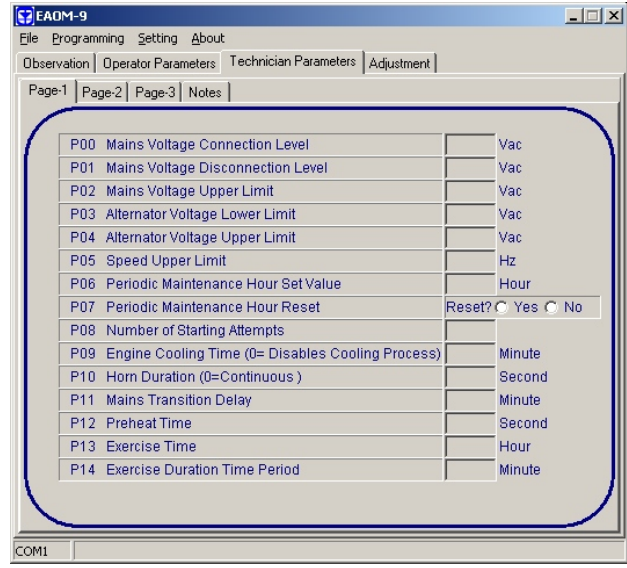 EAOM-9
File Programming Setting About
Observation Operator Parameters Technician Parameters Adjustment
Page-1 Page-2 Page-3 Notes
P00 Mains Voltage Connection Level Vac
P01 Mains Voltage Disconnection Level Vac
P02 Mains Voltage Upper Limit Vac
P03 Alternator Voltage Lower Limit Vac
P04 Alternator Voltage Upper Limit Vac
P05 Speed Upper Limit Hz
P06 Periodic Maintenance Hour Set Value Hour
P07 Periodic Maintenance Hour Reset Reset? Yes No
P08 Number of Starting Attempts
P09 Engine Cooling Time (0= Disables Cooling Process) Minute
P10 Horn Duration (0=Continuous ) Second
P11 Mains Transition Delay Minute
P12 Preheat Time Second
P13 Exercise Time Hour
P14 Exercise Duration Time Period Minute
COM1